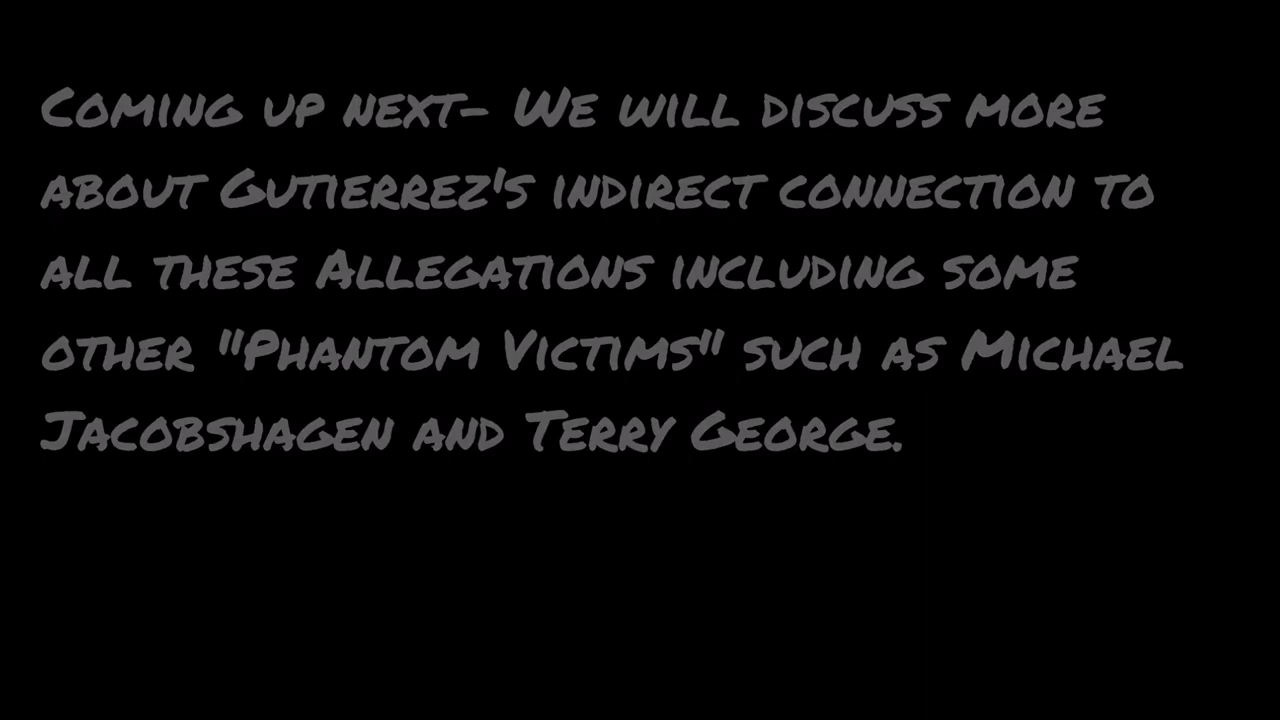 Coming up next- We will discuss more
about Gutierrez's indirect connection to
all these Allegations including some
other "Phantom Victims" such as Michael
Jacobshagen and Terry George.